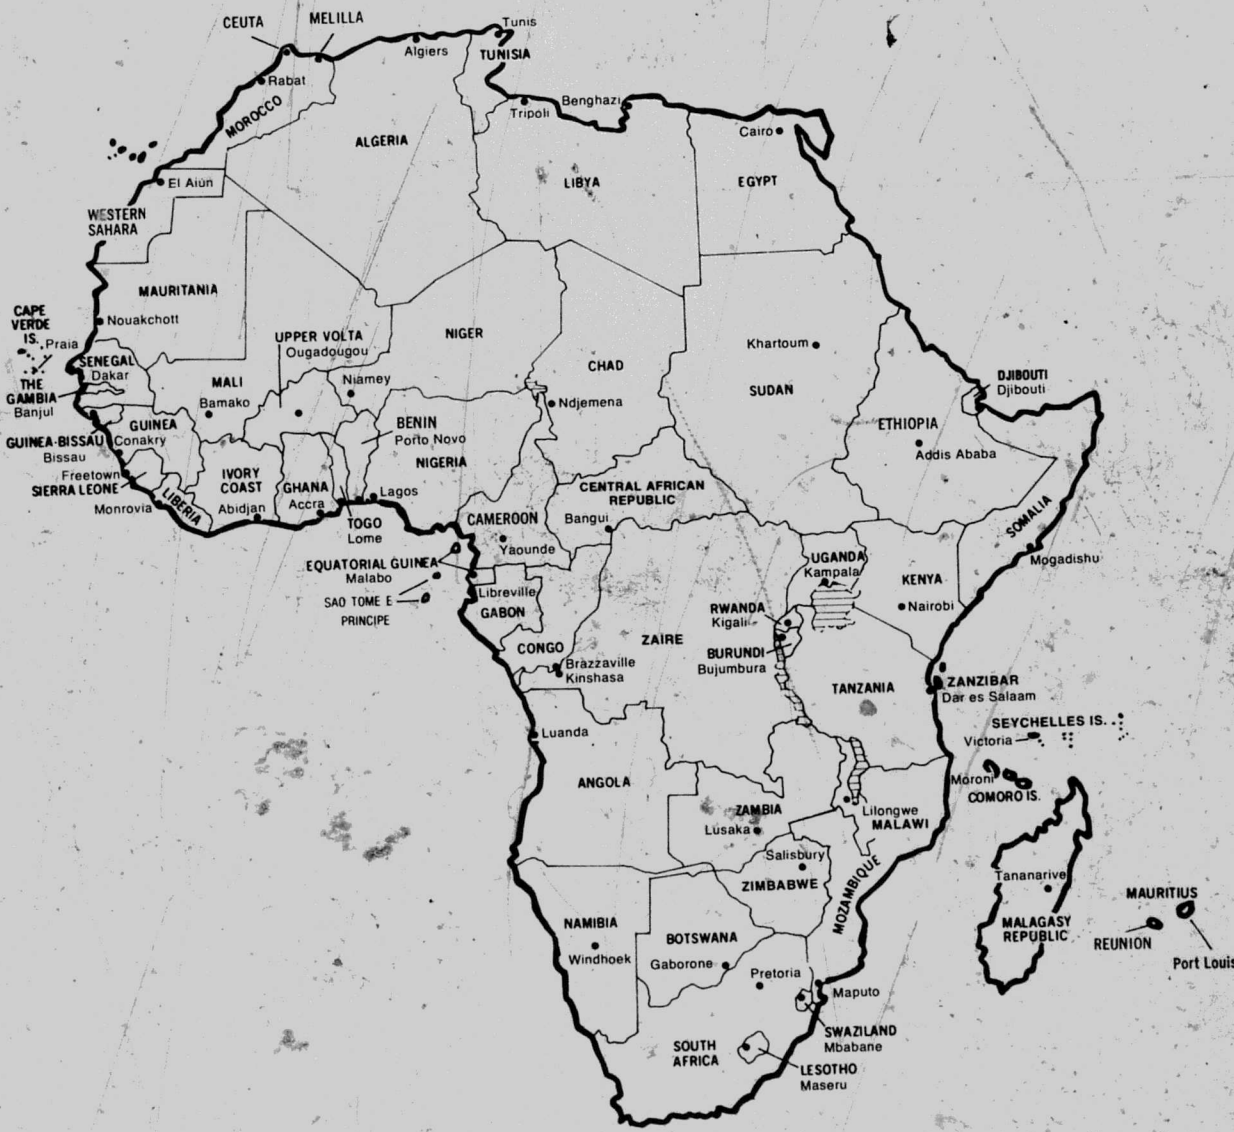 CEUTA
MELILLA
Tunis
TUNISIA
Algiers
Rabat
MOROCCO
Tripoli
Benghazi
Cairo
ALGERIA
LIBYA
EGYPT
El Aiún
WESTERN
SAHARA
MAURITANIA
Nouakchott
CAPE
VERDE
IS.
Praia
UPPER VOLTA
Ougadougou
NIGER
Khartoum
SUDAN
CHAD
Ndjemena
SENEGAL
Dakar
THE
GAMBIA
Banjul
MALI
Bamako
Niamey
DJIBOUTI
Djibouti
ETHIOPIA
Addis Ababa
GUINEA
Conakry
GUINEA-BISSAU
Bissau
BENIN
Porto Novo
NIGERIA
Freetown
SIERRA LEONE
Monrovia
LIBERIA
IVORY
COAST
Abidjan
GHANA
Accra
Lagos
TOGO
Lome
CENTRAL AFRICAN
REPUBLIC
Bangui
CAMEROON
Yaounde
SOMALIA
Mogadishu
EQUATORIAL GUINEA
Malabo
SAO TOME E
PRINCIPE
Libreville
GABON
CONGO
Brazzaville
Kinshasa
ZAIRE
UGANDA
Kampala
KENYA
Nairobi
RWANDA
Kigali
BURUNDI
Bujumbura
TANZANIA
ZANZIBAR
Dar es Salaam
SEYCHELLES IS.
Victoria
Luanda
ANGOLA
Moroni
COMORO IS.
ZAMBIA
Lusaka
Lilongwe
MALAWI
Salisbury
ZIMBABWE
MOZAMBIQUE
Tananarive
MALAGASY
REPUBLIC
MAURITIUS
REUNION
Port Louis
NAMIBIA
Windhoek
BOTSWANA
Gaborone
Pretoria
Maputo
SWAZILAND
Mbabane
SOUTH
AFRICA
LESOTHO
Maseru